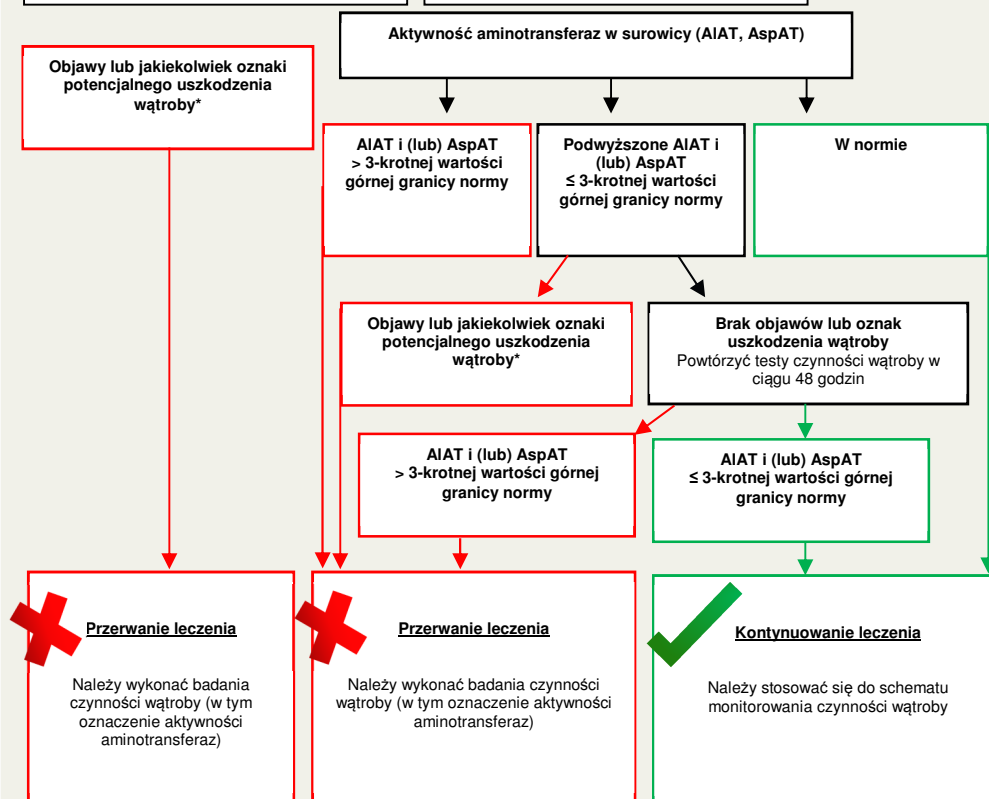 Aktywność aminotransferaz w surowicy (AlAT, AspAT)
Objawy lub jakiekolwiek oznaki
potencjalnego uszkodzenia
wątroby*
AlAT i (lub) AspAT
> 3-krotnej wartości
górnej granicy normy
Podwyższone AlAT i
(lub) AspAT
≤ 3-krotnej wartości
górnej granicy normy
W normie
Objawy lub jakiekolwiek oznaki
potencjalnego uszkodzenia
wątroby*
Brak objawów lub oznak
uszkodzenia wątroby
Powtórzyć testy czynności wątroby w
ciągu 48 godzin
AlAT i (lub) AspAT
> 3-krotnej wartości górnej
granicy normy
AlAT i (lub) AspAT
≤ 3-krotnej wartości górnej
granicy normy
Przerwanie leczenia
Należy wykonać badania
czynności wątroby (w tym
oznaczenie aktywności
aminotransferaz)
Przerwanie leczenia
Należy wykonać badania czynności
wątroby (w tym oznaczenie aktywności
aminotransferaz)
Kontynuowanie leczenia
Należy stosować się do schematu
monitorowania czynności wątroby